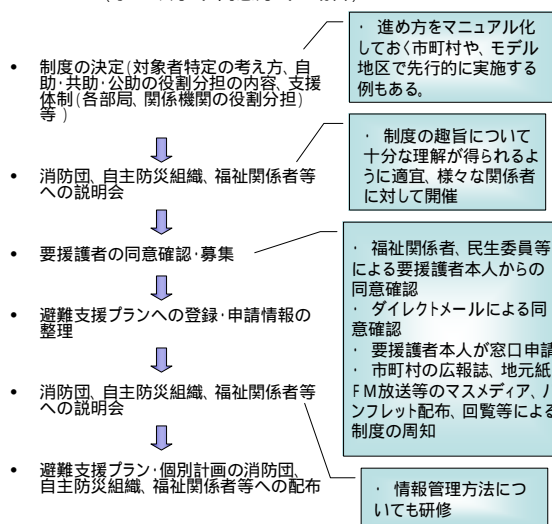 ・ 進め方をマニュアル化
しておく市町村や、モデル
地区で先行的に実施する
例もある。
• 制度の決定(対象者特定の考え方、自
助・共助・公助の役割分担の内容、支援
体制(各部局、関係機関の役割分担)
等 )
・ 制度の趣旨について
十分な理解が得られるよ
うに適宜、様々な関係者
に対して開催
• 消防団、自主防災組織、福祉関係者等
への説明会
• 要援護者の同意確認・募集
・ 福祉関係者、民生委員等
による要援護者本人からの
同意確認
・ ダイレクトメールによる同
意確認
・ 要援護者本人が窓口申請
・ 市町村の広報誌、地元紙
FM放送等のマスメディア、パ
ンフレット配布、回覧等による
制度の周知
• 避難支援プランへの登録・申請情報の
整理
• 消防団、自主防災組織、福祉関係者等
への説明会
• 避難支援プラン・個別計画の消防団、
自主防災組織、福祉関係者等への配布
・ 情報管理方法につ
いても研修